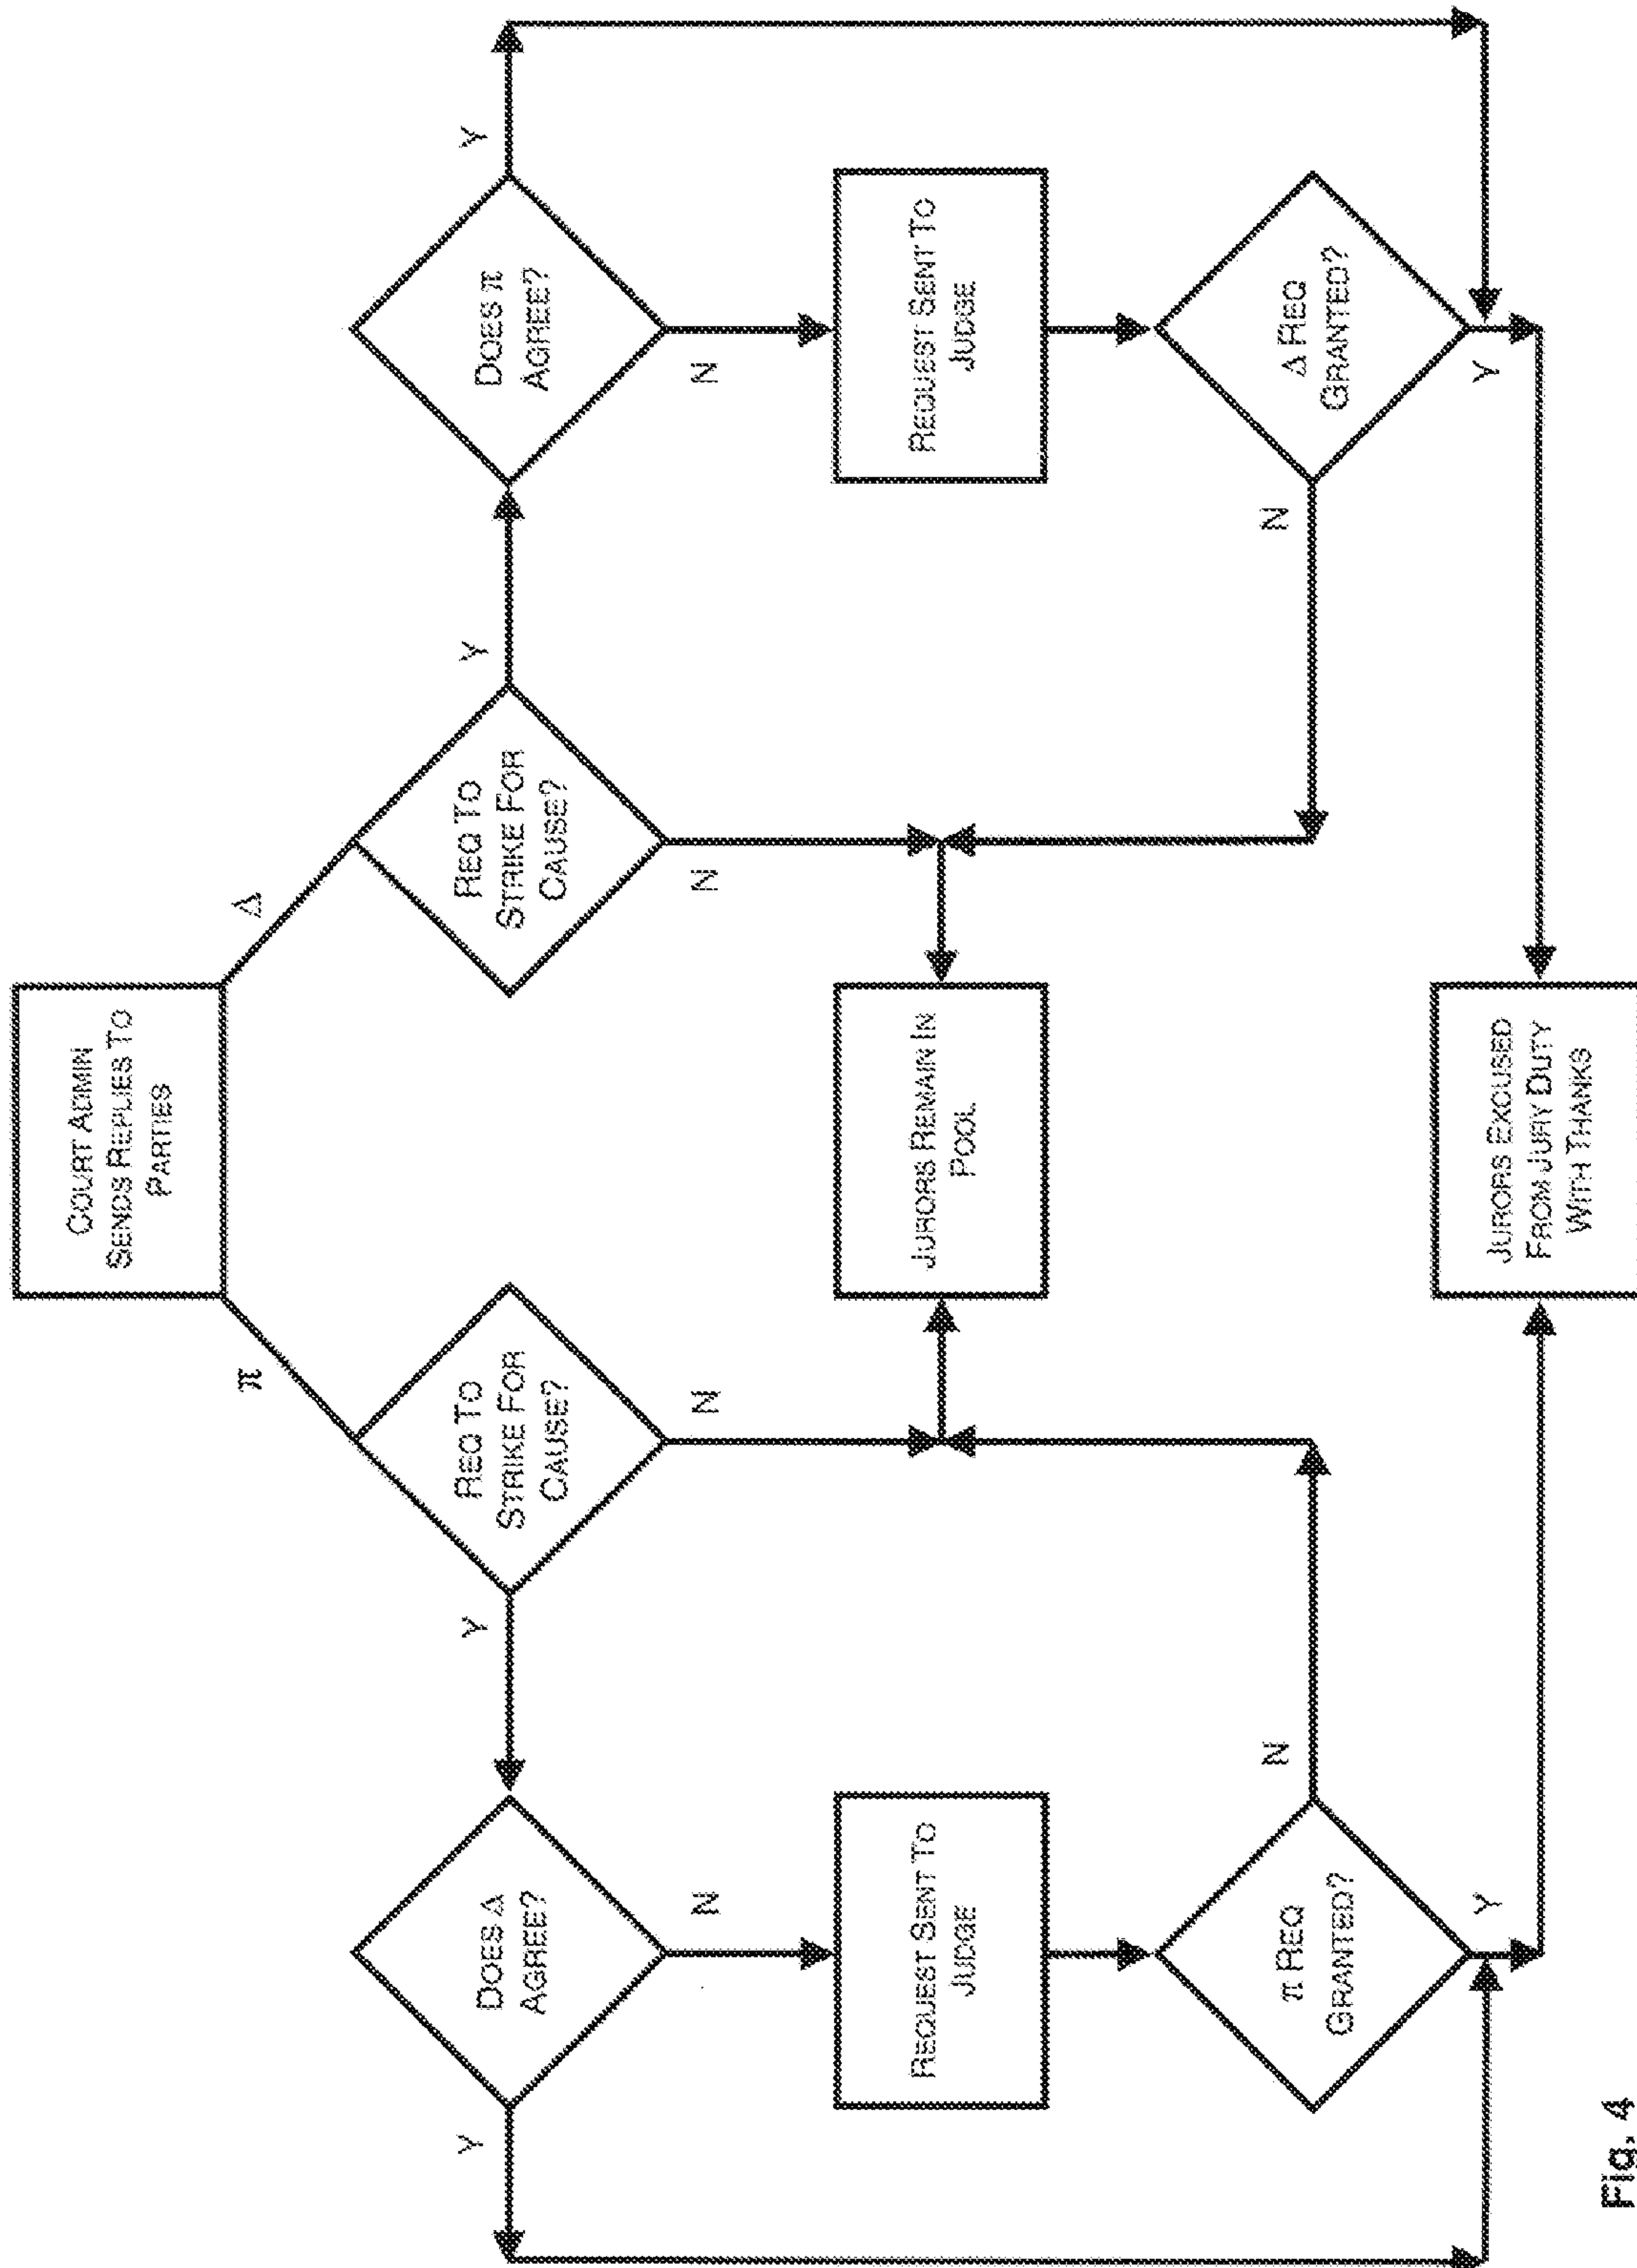 COURT ADMIN
SENDS REPLIES TO
PARTIES
π
Δ
REQ TO
STRIKE FOR
CAUSE?
REQ TO
STRIKE FOR
CAUSE?
Y
N
N
Y
DOES Δ
AGREE?
DOES π
AGREE?
Y
N
N
Y
REQUEST SENT TO
JUDGE
JURORS REMAIN IN
POOL
REQUEST SENT TO
JUDGE
π REQ
GRANTED?
N
Y
Δ REQ
GRANTED?
N
Y
JURORS EXCUSED
FROM JURY DUTY
WITH THANKS
Fig. 4